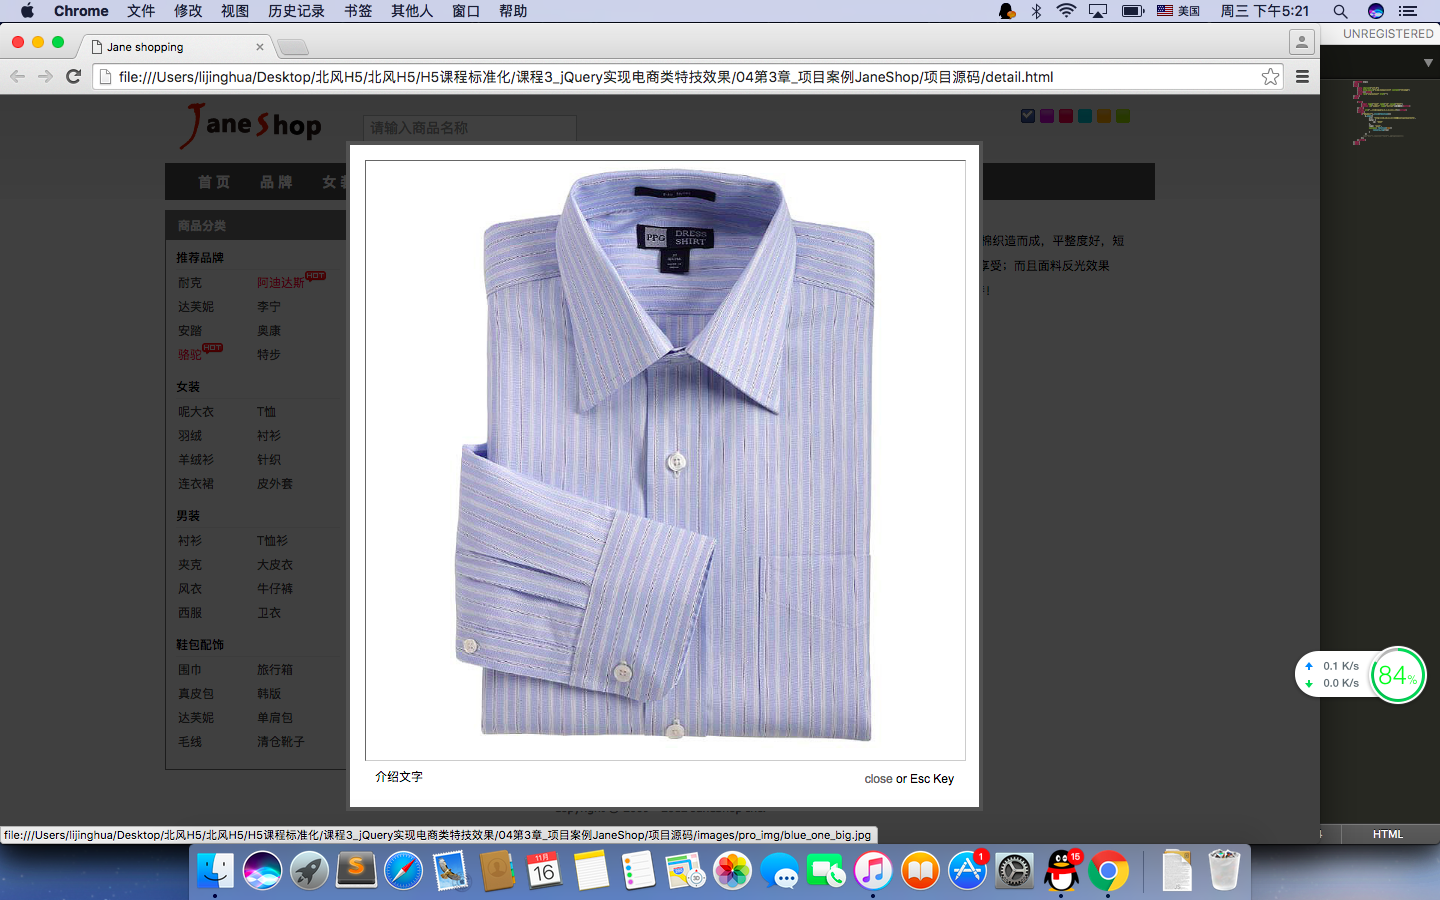 Chrome 文件 修改 视图 历史记录 书签 其他人 窗口 帮助 美国 周三 下午5:21
Jane shopping
UNREGISTERED
file:///Users/lijinghua/Desktop/北风H5/北风H5/H5课程标准化/课程3_jQuery实现电商类特技效果/04第3章_项目案例JaneShop/项目源码/detail.html
JaneShop
请输入商品名称
首页 品牌 女装
商品分类
推荐品牌
耐克 阿迪达斯 HOT
达芙妮 李宁
安踏 奥康
骆驼 HOT 特步
女装
呢大衣 T恤
羽绒 衬衫
羊绒衫 针织
连衣裙 皮外套
男装
衬衫 T恤衫
夹克 大皮衣
风衣 牛仔裤
西服 卫衣
鞋包配饰
围巾 旅行箱
真皮包 韩版
达芙妮 单肩包
毛线 清仓靴子
棉织造而成，平整度好，短
享受；而且面料反光效果
PPG DRESS
SHIRT
介绍文字
close or Esc Key
0.1 K/s
0.0 K/s
84%
file:///Users/lijinghua/Desktop/北风H5/北风H5/H5课程标准化/课程3_jQuery实现电商类特技效果/04第3章_项目案例JaneShop/项目源码/images/pro_img/blue_one_big.jpg
HTML
11月
16
1
16